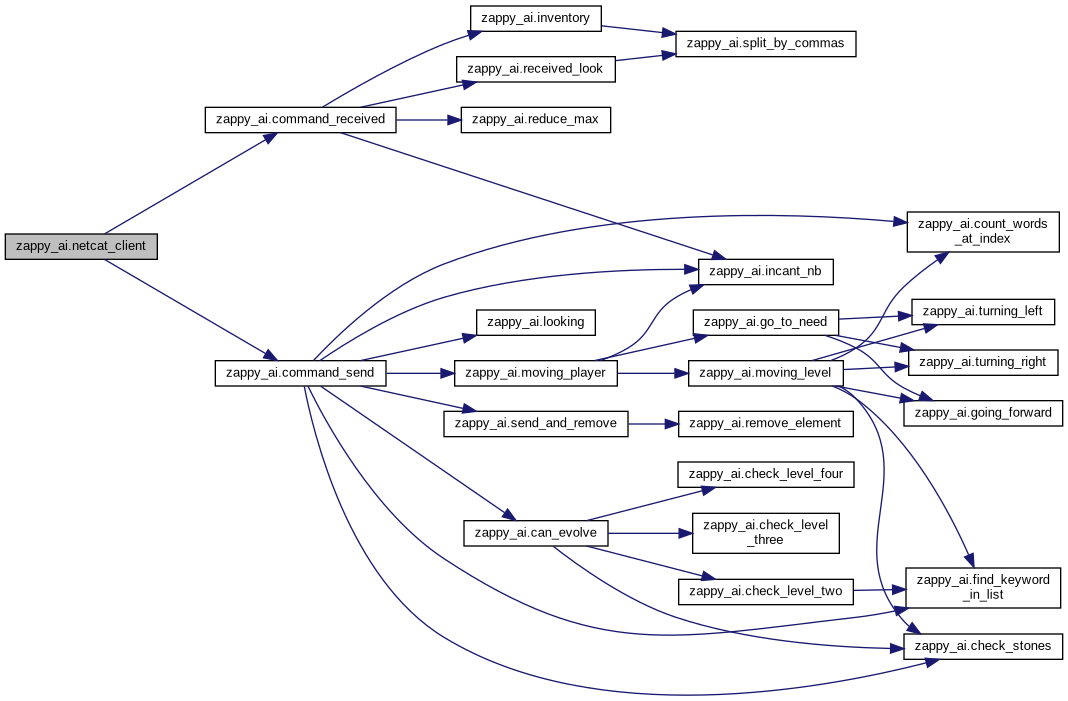 zappy_ai.inventory
zappy_ai.split_by_commas
zappy_ai.received_look
zappy_ai.command_received
zappy_ai.reduce_max
zappy_ai.count_words
_at_index
zappy_ai.netcat_client
zappy_ai.incant_nb
zappy_ai.looking
zappy_ai.go_to_need
zappy_ai.turning_left
zappy_ai.command_send
zappy_ai.moving_player
zappy_ai.moving_level
zappy_ai.turning_right
zappy_ai.going_forward
zappy_ai.send_and_remove
zappy_ai.remove_element
zappy_ai.check_level_four
zappy_ai.can_evolve
zappy_ai.check_level
_three
zappy_ai.check_level_two
zappy_ai.find_keyword
_in_list
zappy_ai.check_stones